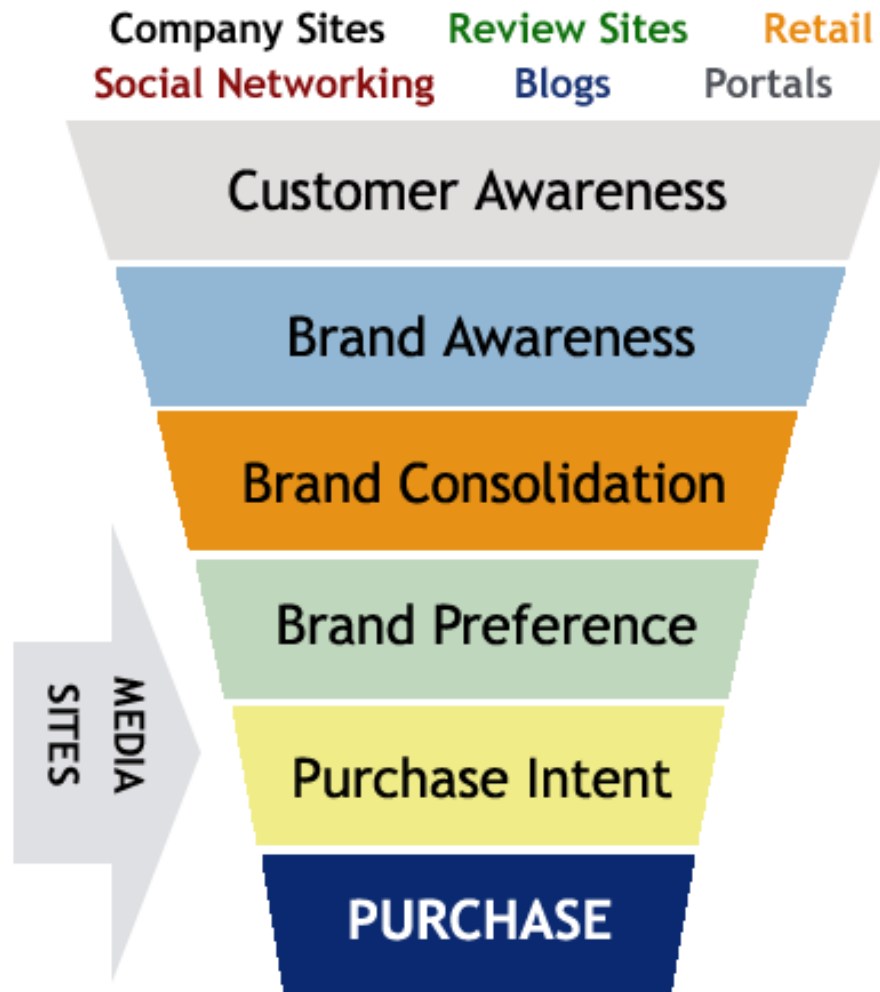 Company Sites Review Sites Retail
Social Networking Blogs Portals
Customer Awareness
Brand Awareness
Brand Consolidation
Brand Preference
MEDIA
SITES
Purchase Intent
PURCHASE